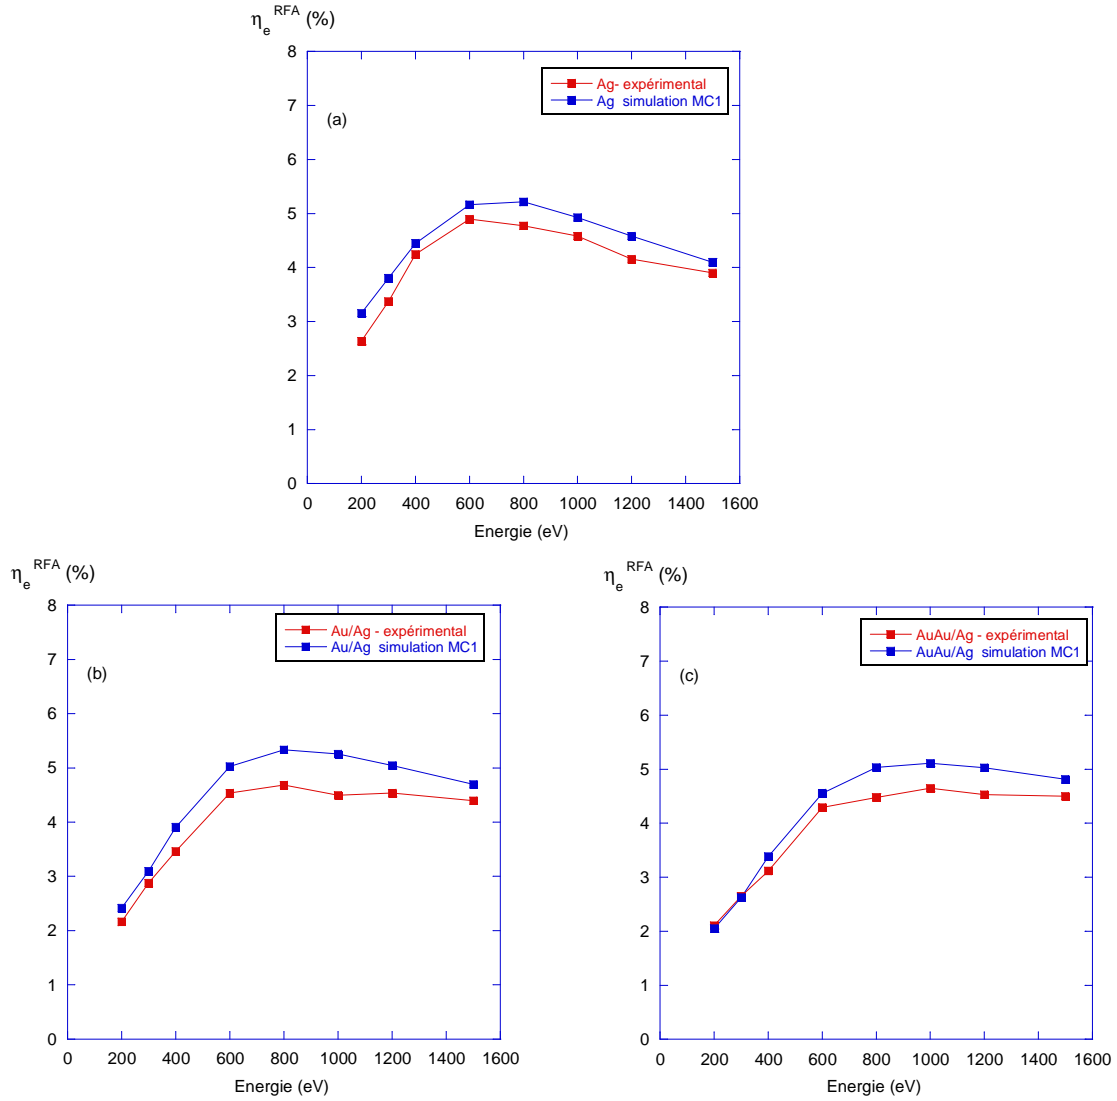 η_e^RFA (%)
8
7
6
5
4
3
2
1
0
Ag- expérimental
Ag simulation MC1
(a)
0 200 400 600 800 1000 1200 1400 1600
Energie (eV)
η_e^RFA (%)
8
7
6
5
4
3
2
1
0
Au/Ag - expérimental
Au/Ag simulation MC1
(b)
0 200 400 600 800 1000 1200 1400 1600
Energie (eV)
η_e^RFA (%)
8
7
6
5
4
3
2
1
0
AuAu/Ag - expérimental
AuAu/Ag simulation MC1
(c)
0 200 400 600 800 1000 1200 1400 1600
Energie (eV)